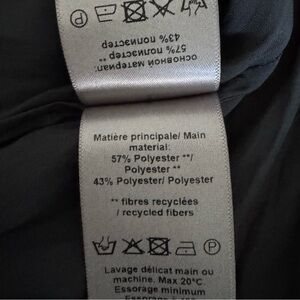 основной материал:
57% полиэстер **
43% полиэстер
Matière principale/ Main
material:
57% Polyester **/
Polyester **
43% Polyester/ Polyester
** fibres recyclées
/ recycled fibers
Lavage délicat main ou
machine. Max 20°C.
Essorage minimum